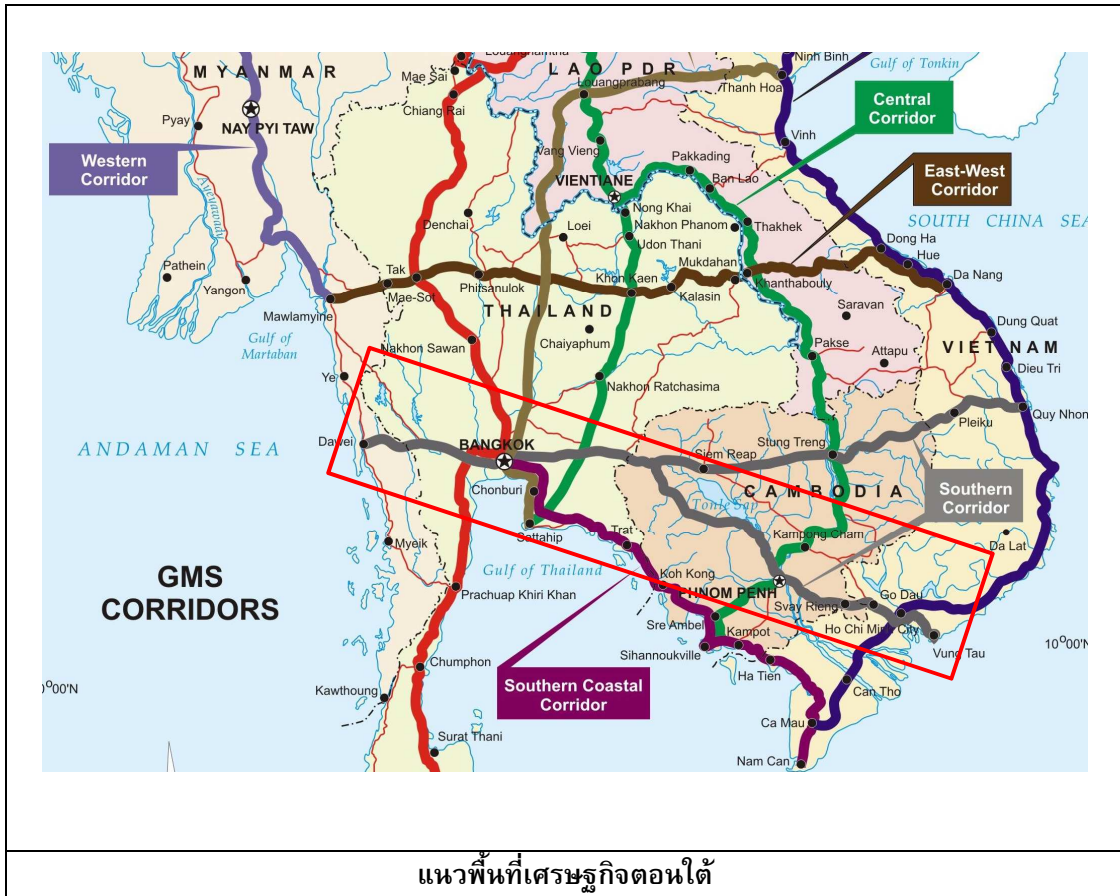 Louangnamtha
Ninh Binh
Gulf of Tonkin
MYANMAR
Mae Sai
LAO PDR
Louangprabang
Thanh Hoa
Chiang Rai
Central
Corridor
Pyay
NAY PYI TAW
Vang Vieng
Vinh
Western
Corridor
Pakkading
Ban Lao
East-West
Corridor
VIENTIANE
Ayeyawadi
Nong Khai
Nakhon Phanom
Thakhek
SOUTH CHINA SEA
Denchai
Loei
Udon Thani
Dong Ha
Hue
Pathein
Yangon
Tak
Mae-Sot
Phitsanulok
Khon Kaen
Mukdahan
Kalasin
Khanthabouly
Da Nang
Mawlamyine
THAILAND
Saravan
Gulf of
Martaban
Nakhon Sawan
Chaiyaphum
Pakse
Attapu
Dung Quat
VIET NAM
Dieu Tri
Ye
Nakhon Ratchasima
Quy Nhon
Pleiku
ANDAMAN SEA
Dawei
BANGKOK
Stung Treng
Siem Reap
Chonburi
CAMBODIA
Southern
Corridor
Tonle Sap
Sattahip
Trat
Kampong Cham
Da Lat
Myeik
Gulf of Thailand
GMS
CORRIDORS
Prachuap Khiri Khan
Koh Kong
PHNOM PENH
Svay Rieng
Go Dau
Sre Ambel
Kampot
Ho Chi Minh City
Sihannoukville
Vung Tau
10°00'N
Chumphon
Ha Tien
0°00'N
Kawthoung
Southern Coastal
Corridor
Can Tho
Ca Mau
Surat Thani
Nam Can
แนวพื้นที่เศรษฐกิจตอนใต้